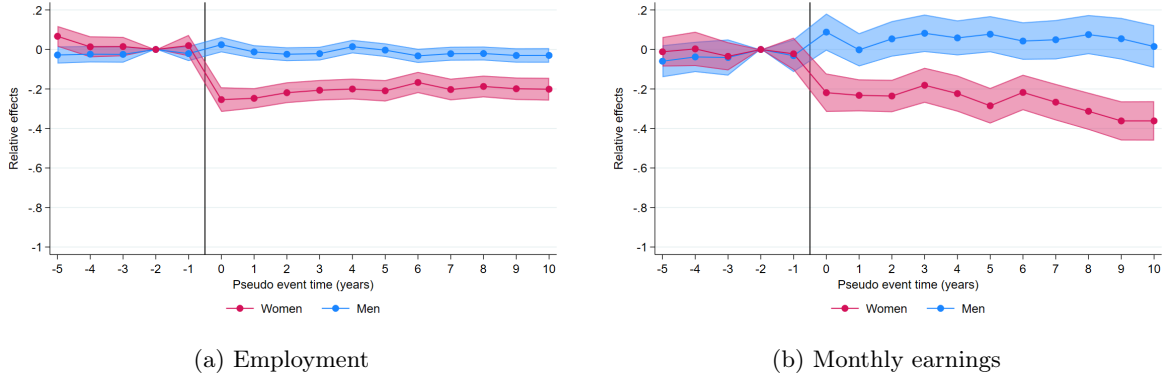 .2
0
-.2
-.4
-.6
-.8
-1
Relative effects
-5 -4 -3 -2 -1 0 1 2 3 4 5 6 7 8 9 10
Pseudo event time (years)
Women Men
(a) Employment
.2
0
-.2
-.4
-.6
-.8
-1
Relative effects
-5 -4 -3 -2 -1 0 1 2 3 4 5 6 7 8 9 10
Pseudo event time (years)
Women Men
(b) Monthly earnings